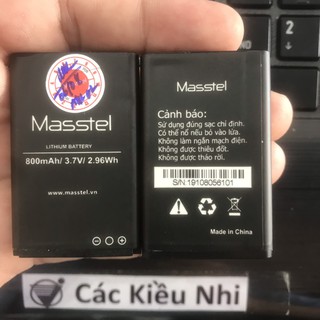 Masstel
LITHIUM BATTERY
800mAh/ 3.7V/ 2.96Wh
www.masstel.vn
Masstel
Cảnh báo:
Sử dụng đúng sạc chỉ định.
Có thể nổ nếu bỏ vào lửa.
Không làm ngắn mạch điện.
Không được thiêu đốt.
Không được tháo rời.
S/N:19108056101
Made in China
Các Kiều Nhi